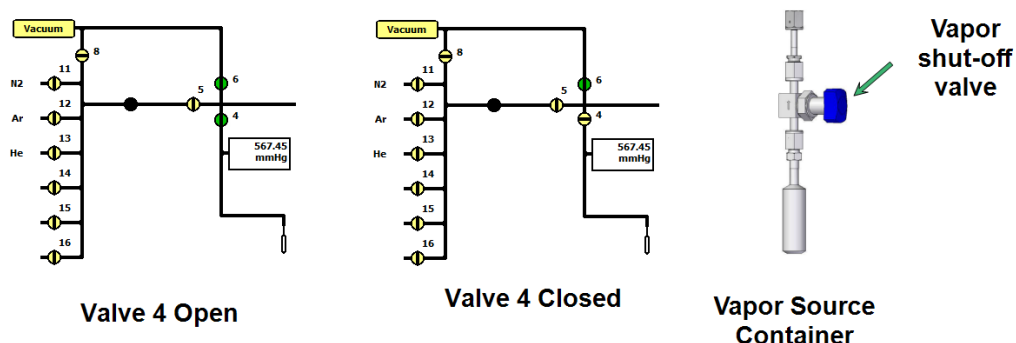 Vacuum
8
11
N2
6
5
12
Ar
4
13
He
567.45
mmHg
14
15
16
Valve 4 Open
Vacuum
8
11
N2
6
5
12
Ar
4
13
He
567.45
mmHg
14
15
16
Valve 4 Closed
Vapor
shut-off
valve
Vapor Source
Container